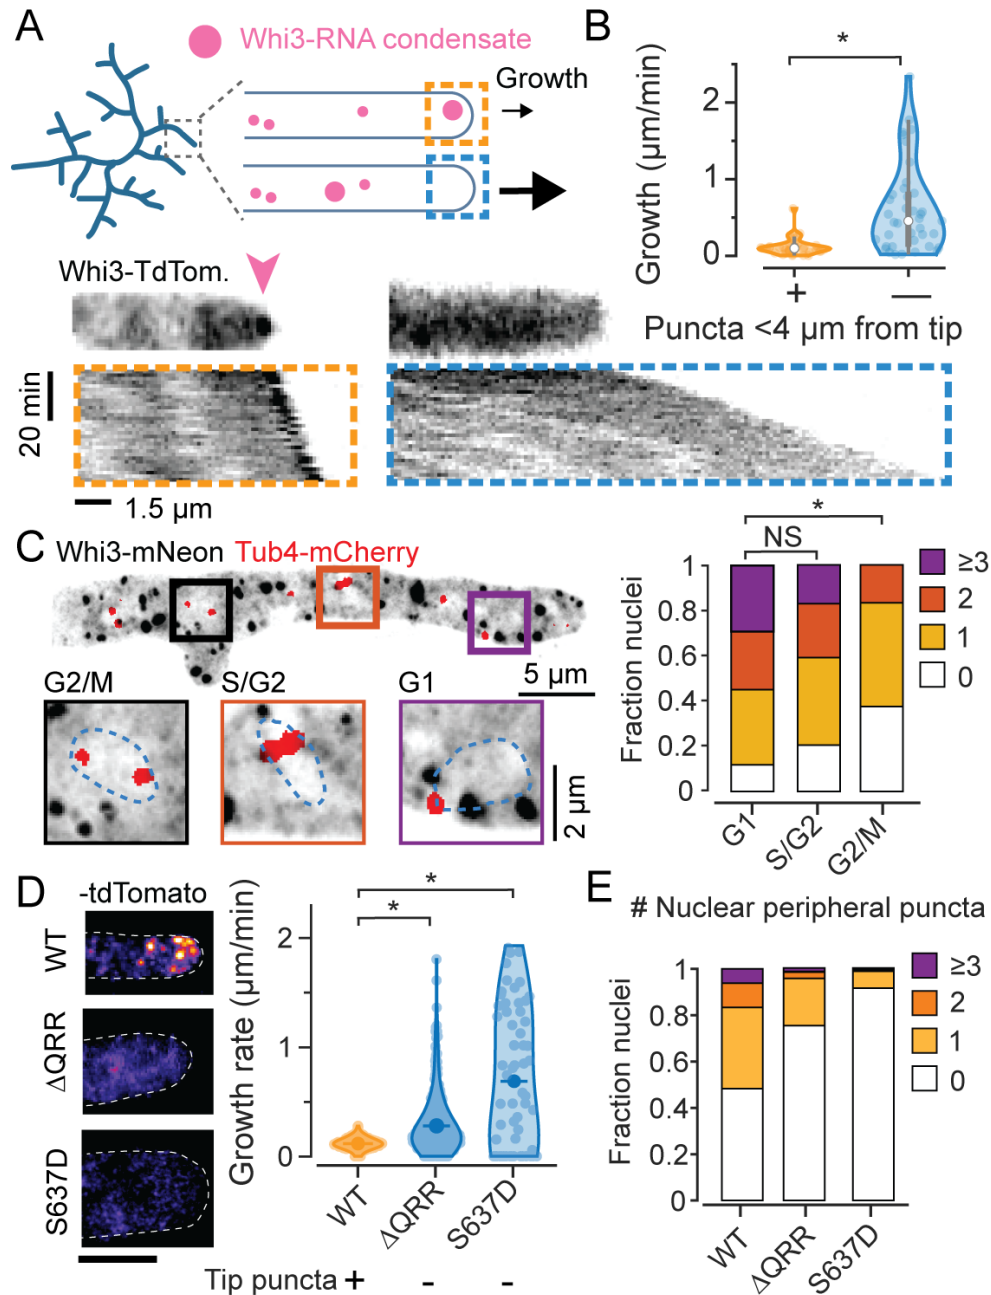 A
Whi3-RNA condensate
Growth
Whi3-TdTom.
20 min
1.5 µm
B
*
Growth (µm/min)
2
1
0
+ —
Puncta <4 µm from tip
C
Whi3-mNeon Tub4-mCherry
5 µm
G2/M S/G2 G1
2 µm
*
NS
Fraction nuclei
1
0.8
0.6
0.4
0.2
0
G1 S/G2 G2/M
≥3
2
1
0
D
-tdTomato
WT
ΔQRR
S637D
*
*
Growth rate (µm/min)
2
1
0
WT ΔQRR S637D
Tip puncta + - -
E
# Nuclear peripheral puncta
Fraction nuclei
1
0.8
0.6
0.4
0.2
0
WT ΔQRR S637D
≥3
2
1
0